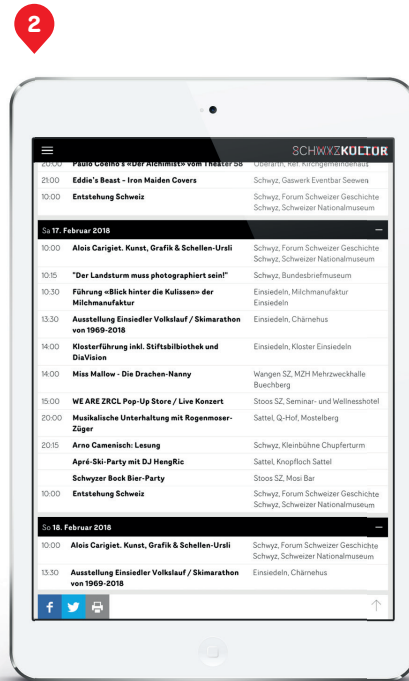 2
SCHWYZKULTUR
20:00 Paulo Coelho's «Der Alchimist» vom Theater 58 Oberarth, Ref. Kirchgemeindehaus
21:00 Eddie's Beast – Iron Maiden Covers Schwyz, Gaswerk Eventbar Seewen
10:00 Entstehung Schweiz Schwyz, Forum Schweizer Geschichte
Schwyz, Schweizer Nationalmuseum
Sa 17. Februar 2018 –
10:00 Alois Carigiet. Kunst, Grafik & Schellen-Ursli Schwyz, Forum Schweizer Geschichte
Schwyz, Schweizer Nationalmuseum
10:15 "Der Landsturm muss photographiert sein!" Schwyz, Bundesbriefmuseum
10:30 Führung «Blick hinter die Kulissen» der Einsiedeln, Milchmanufaktur
Milchmanufaktur Einsiedeln
13:30 Ausstellung Einsiedler Volkslauf / Skimarathon Einsiedeln, Chärnehus
von 1969-2018
14:00 Klosterführung inkl. Stiftsbilbiothek und Einsiedeln, Kloster Einsiedeln
DiaVision
14:00 Miss Mallow - Die Drachen-Nanny Wangen SZ, MZH Mehrzweckhalle
Buechberg
15:00 WE ARE ZRCL Pop-Up Store / Live Konzert Stoos SZ, Seminar- und Wellnesshotel
20:00 Musikalische Unterhaltung mit Rogenmoser- Sattel, Q-Hof, Mostelberg
Züger
20:15 Arno Camenisch: Lesung Schwyz, Kleinbühne Chupferturm
Apré-Ski-Party mit DJ HengRic Sattel, Knopfloch Sattel
Schwyzer Bock Bier-Party Stoos SZ, Mosi Bar
10:00 Entstehung Schweiz Schwyz, Forum Schweizer Geschichte
Schwyz, Schweizer Nationalmuseum
So 18. Februar 2018 –
10:00 Alois Carigiet. Kunst, Grafik & Schellen-Ursli Schwyz, Forum Schweizer Geschichte
Schwyz, Schweizer Nationalmuseum
13:30 Ausstellung Einsiedler Volkslauf / Skimarathon Einsiedeln, Chärnehus
von 1969-2018